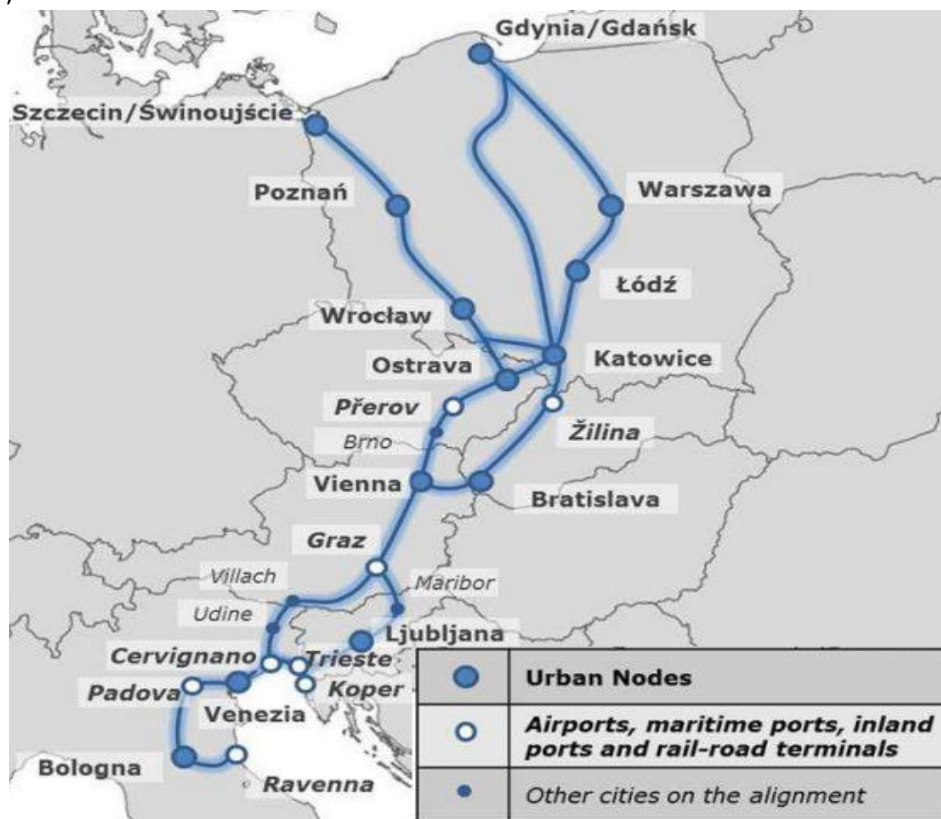 Gdynia/Gdańsk
Szczecin/Świnoujście
Poznań
Warszawa
Łódź
Wrocław
Ostrava
Katowice
Přerov
Žilina
Brno
Vienna
Bratislava
Graz
Villach
Maribor
Udine
Ljubljana
Cervignano
Trieste
Padova
Koper
Venezia
Bologna
Ravenna
Urban Nodes
Airports, maritime ports, inland
ports and rail-road terminals
Other cities on the alignment